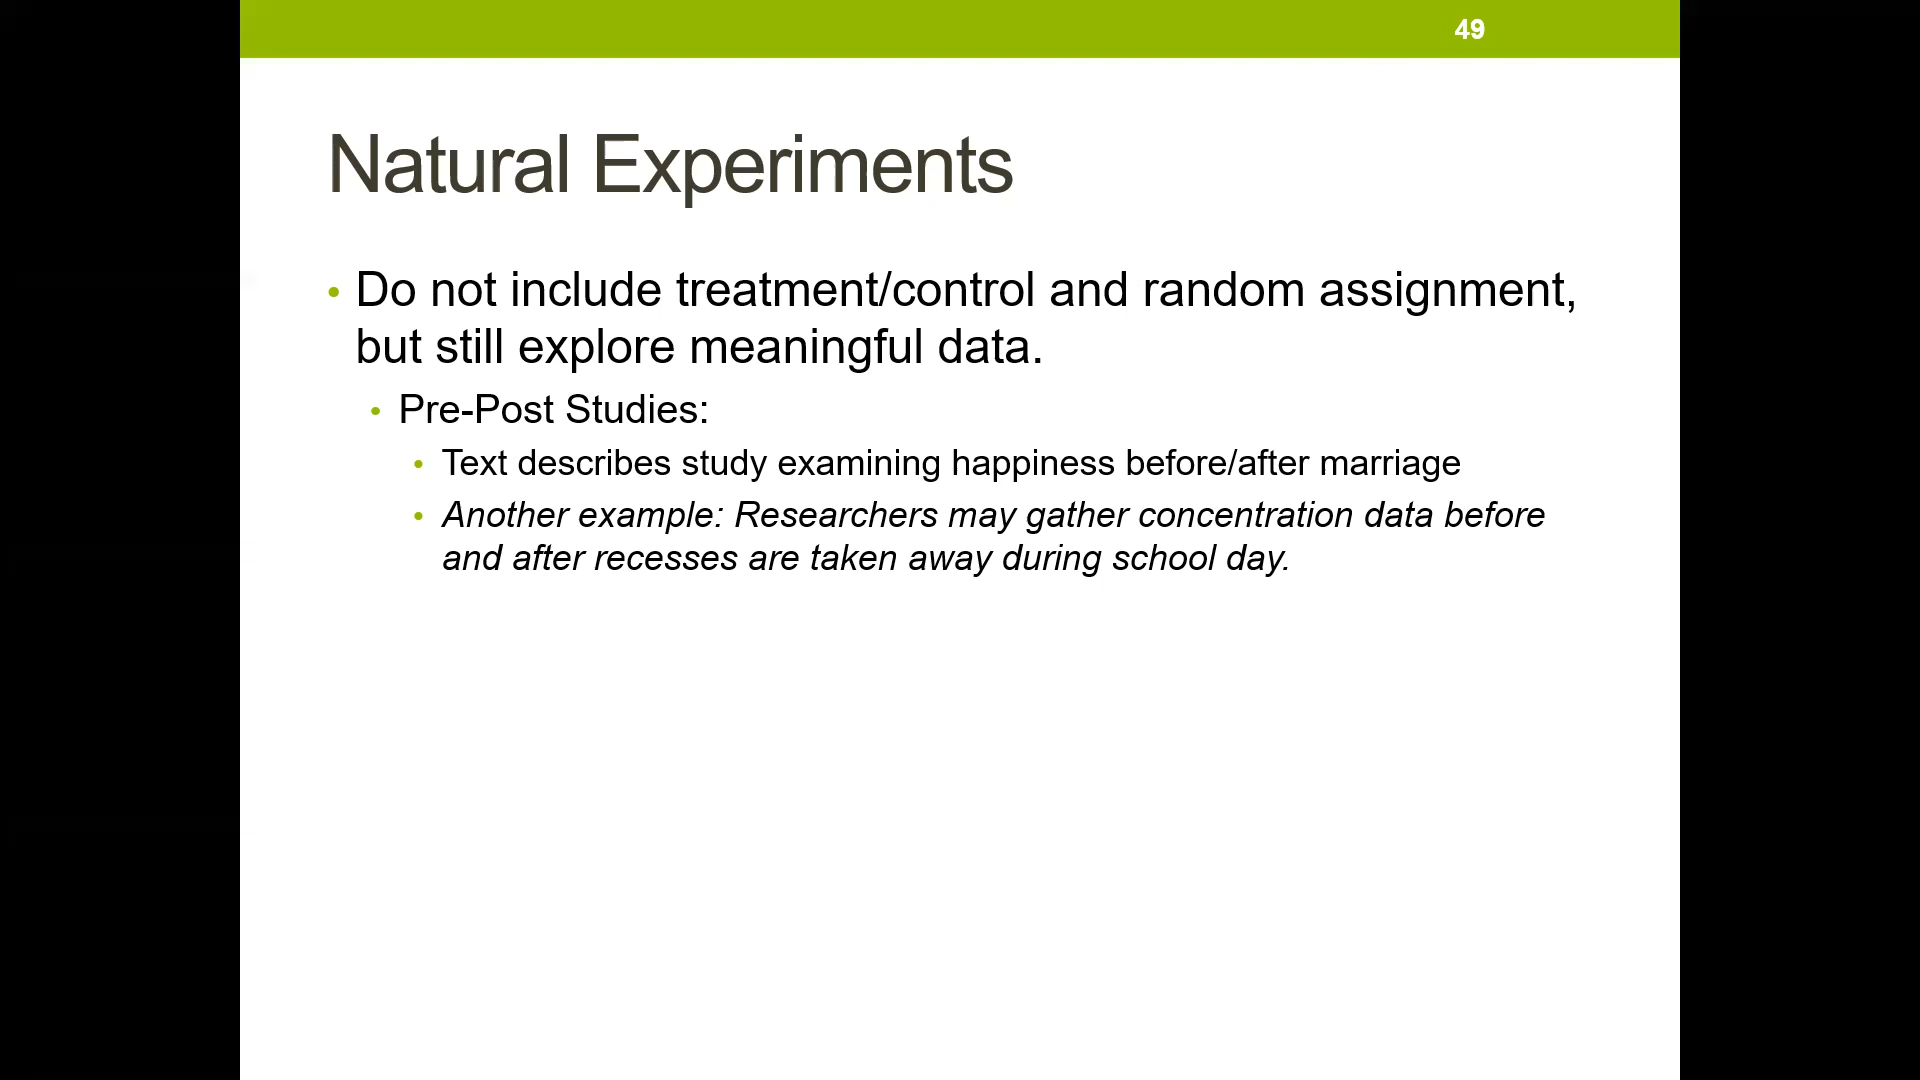 49
Natural Experiments
• Do not include treatment/control and random assignment,
but still explore meaningful data.
• Pre-Post Studies:
• Text describes study examining happiness before/after marriage
• Another example: Researchers may gather concentration data before
and after recesses are taken away during school day.